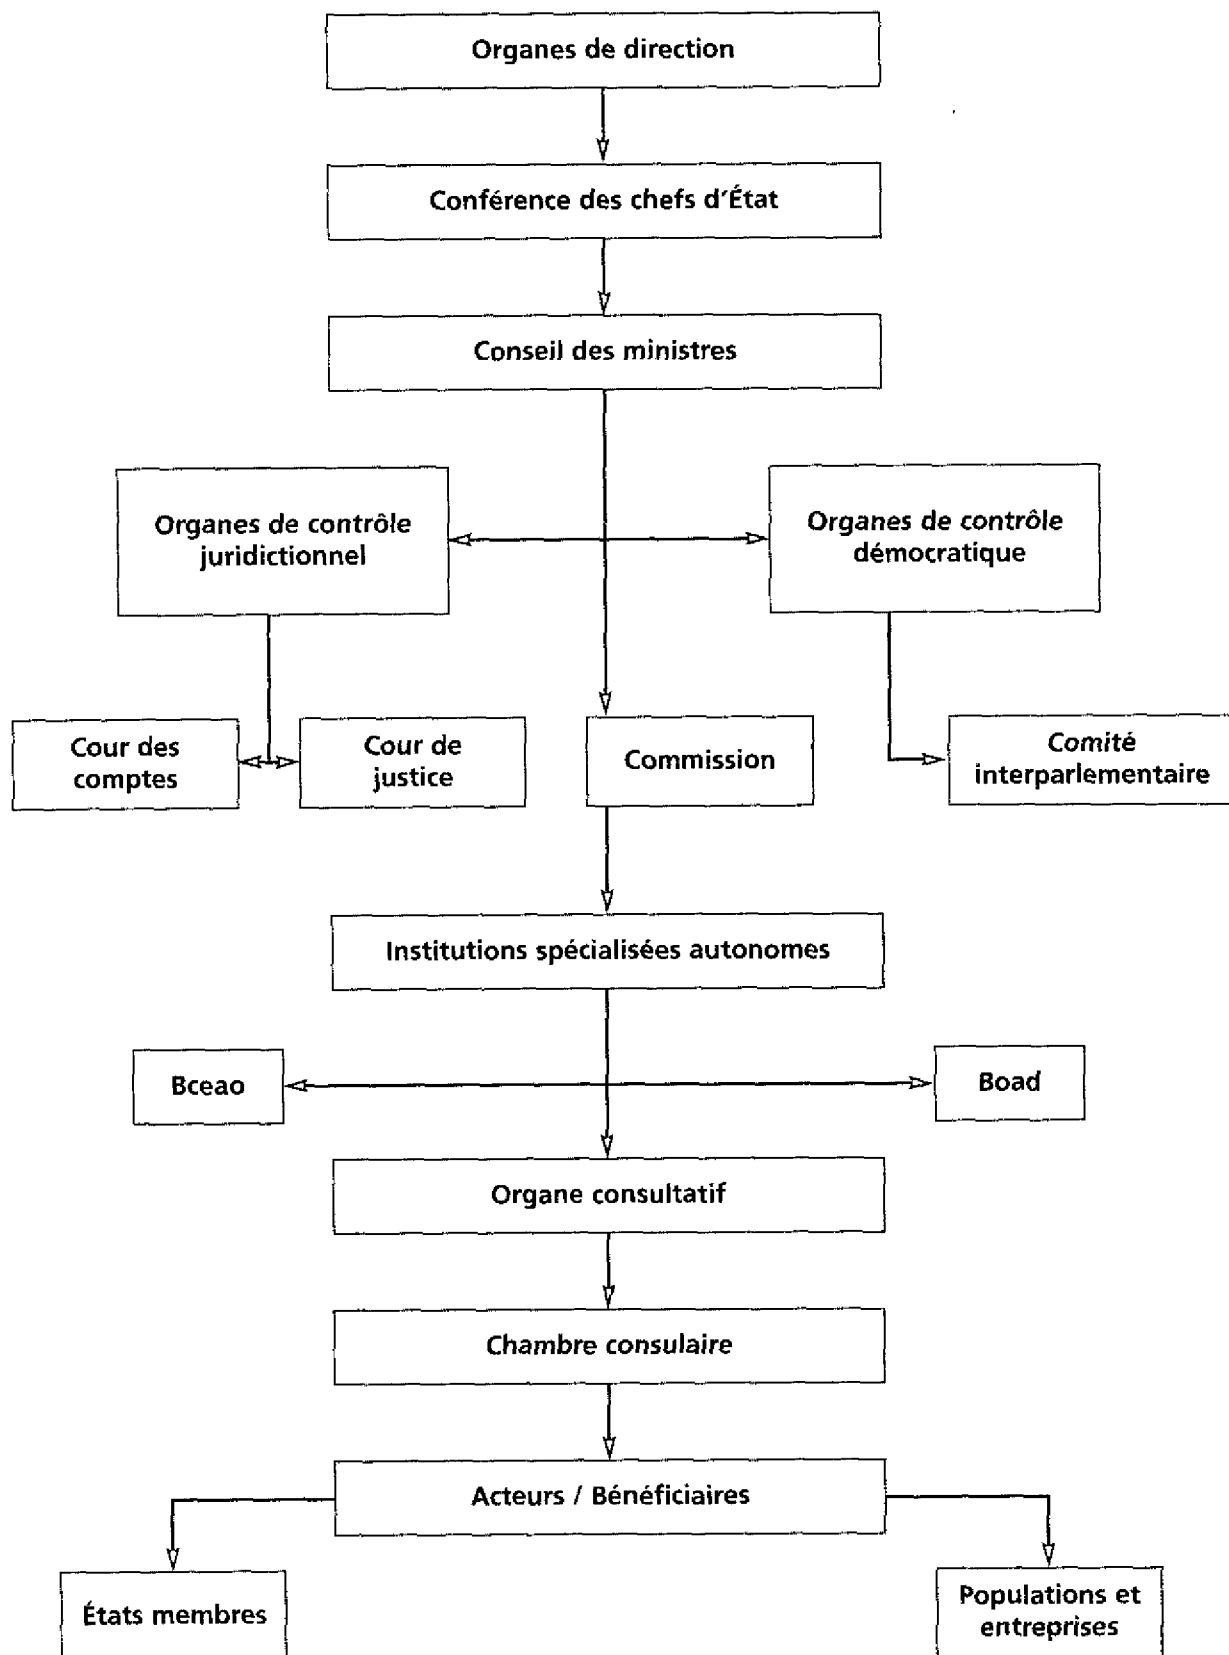 Organes de direction
Conférence des chefs d'État
Conseil des ministres
Organes de contrôle
juridictionnel
Organes de contrôle
démocratique
Cour des
comptes
Cour de
justice
Commission
Comité
interparlementaire
Institutions spécialisées autonomes
Bceao
Boad
Organe consultatif
Chambre consulaire
Acteurs / Bénéficiaires
États membres
Populations et
entreprises